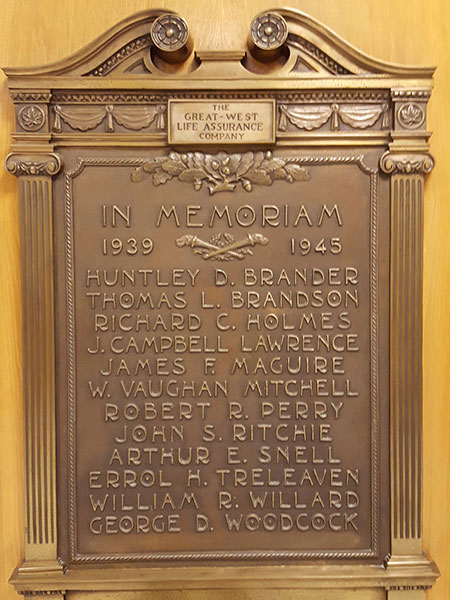 THE
GREAT-WEST
LIFE ASSURANCE
COMPANY
IN MEMORIAM
1939 1945
HUNTLEY D. BRANDER
THOMAS L. BRANDSON
RICHARD C. HOLMES
J. CAMPBELL LAWRENCE
JAMES F. MAGUIRE
W. VAUGHAN MITCHELL
ROBERT R. PERRY
JOHN S. RITCHIE
ARTHUR E. SNELL
ERROL H. TRELEAVEN
WILLIAM R. WILLARD
GEORGE D. WOODCOCK